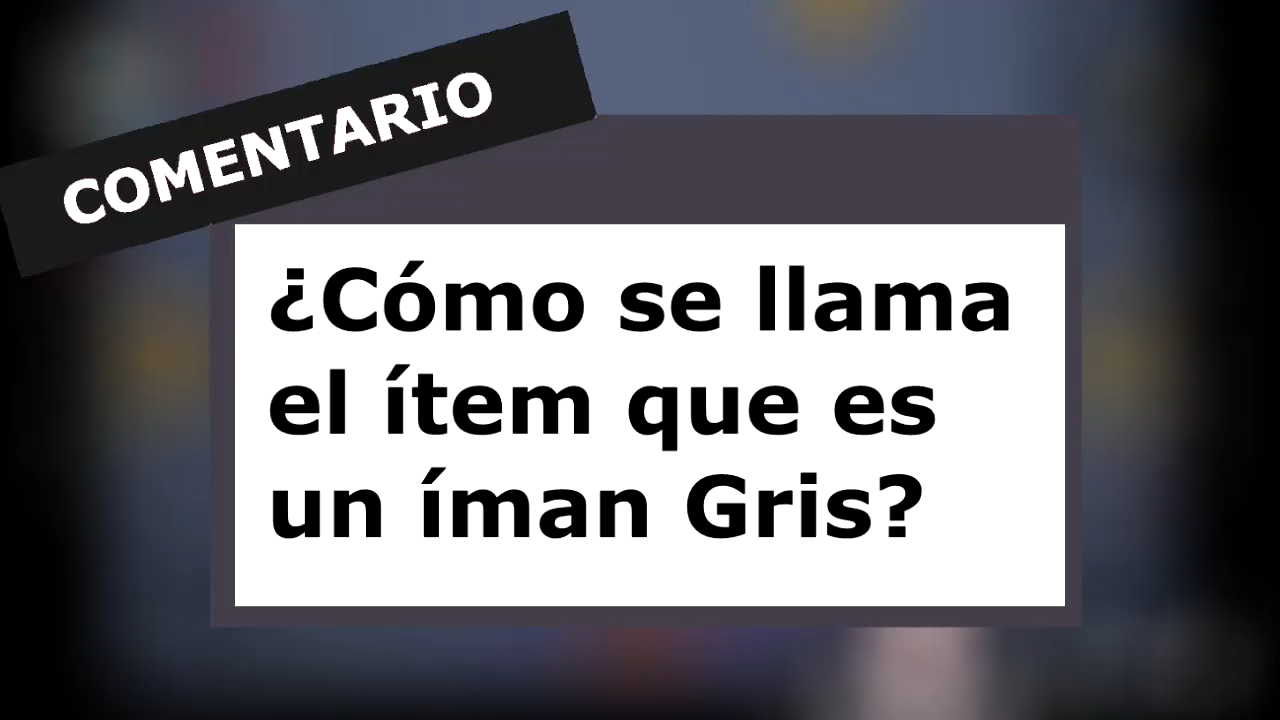 COMENTARIO
¿Cómo se llama
el ítem que es
un íman Gris?